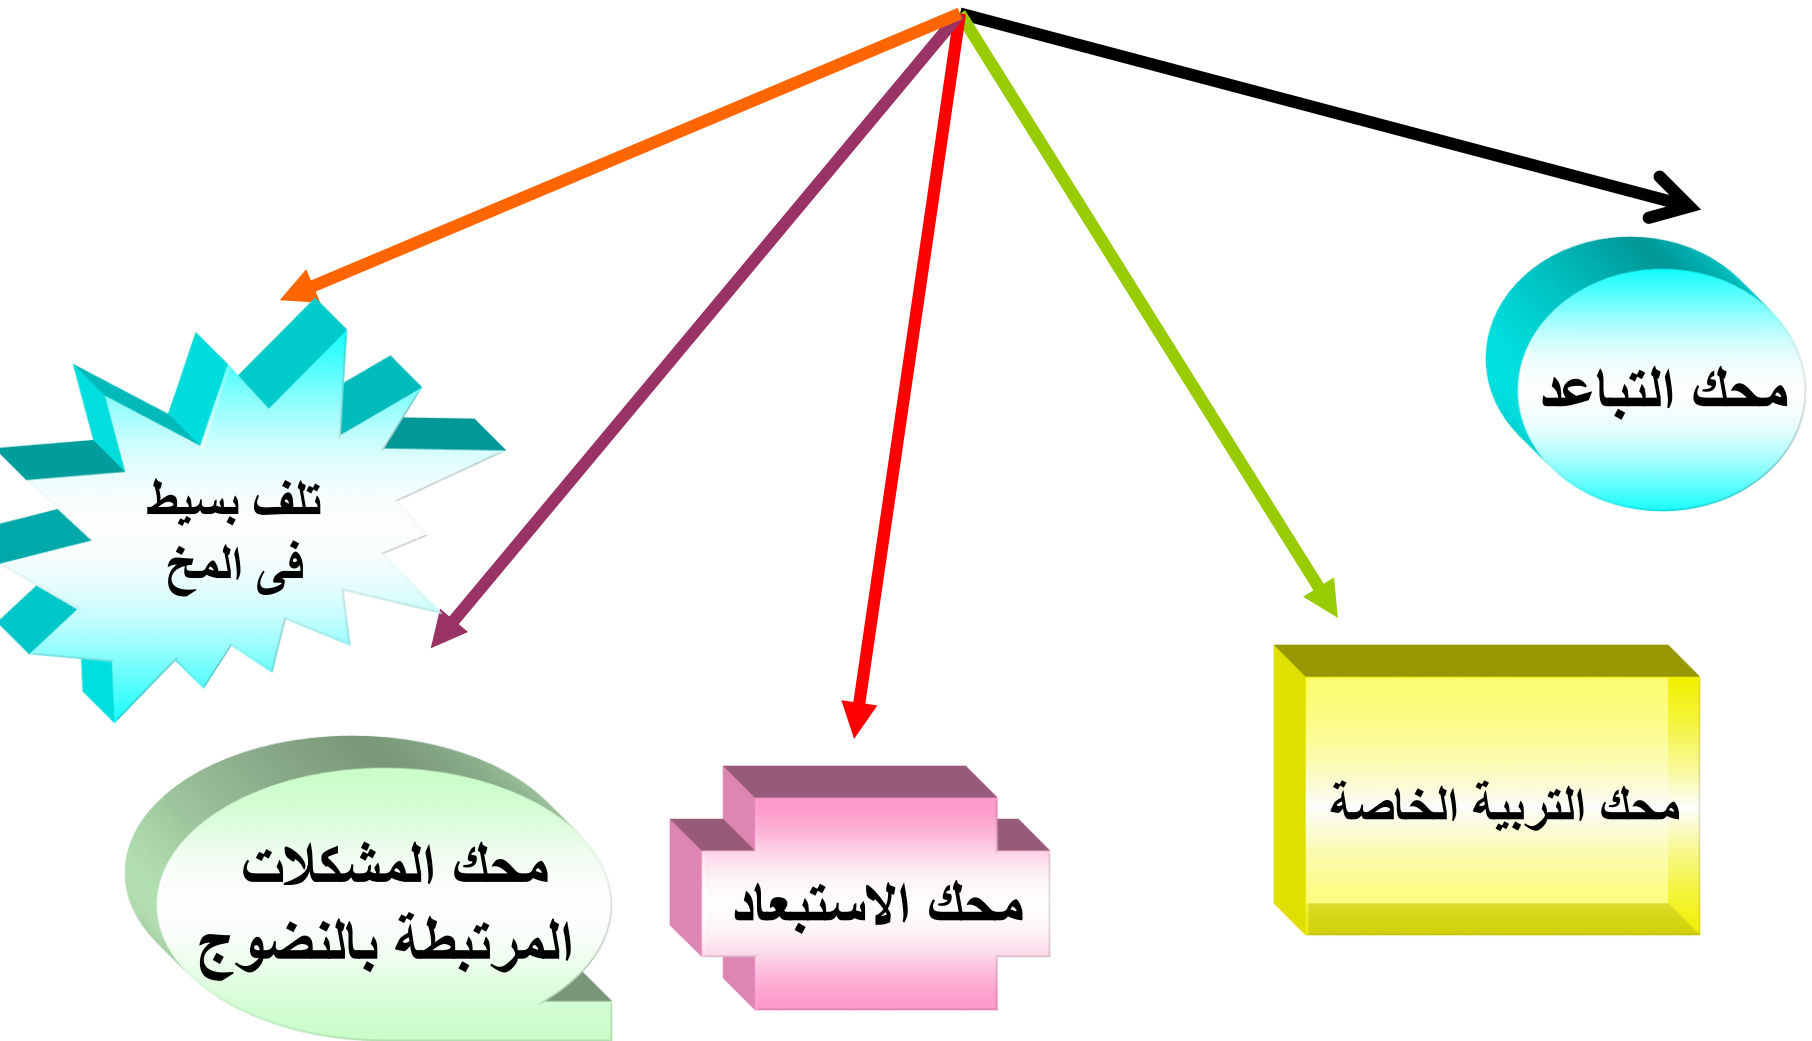 محك التباعد
محك التربية الخاصة
محك الاستبعاد
محك المشكلات
المرتبطة بالنضوج
تلف بسيط
فى المخ